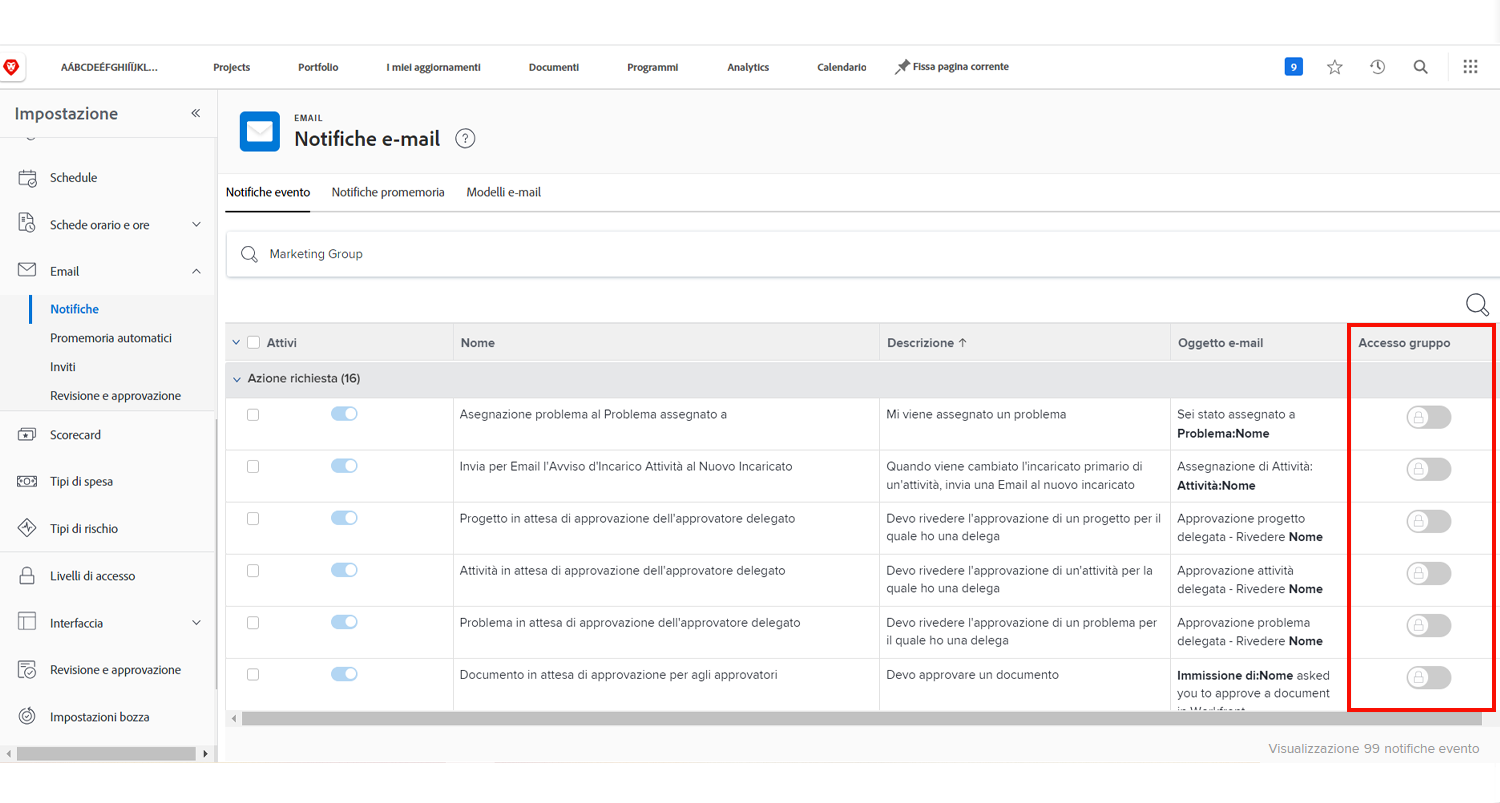 AÁBCDEÉFGHIÍJKL...
Projects
Portfolio
I miei aggiornamenti
Documenti
Programmi
Analytics
Calendario
Fissa pagina corrente
9
Impostazione
Schedule
Schede orario e ore
Email
Notifiche
Promemoria automatici
Inviti
Revisione e approvazione
Scorecard
Tipi di spesa
Tipi di rischio
Livelli di accesso
Interfaccia
Revisione e approvazione
Impostazioni bozza
EMAIL
Notifiche e-mail ?
Notifiche evento
Notifiche promemoria
Modelli e-mail
Marketing Group
Attivi
Nome
Descrizione ↑
Oggetto e-mail
Accesso gruppo
Azione richiesta (16)
Asegnazione problema al Problema assegnato a
Mi viene assegnato un problema
Sei stato assegnato a
Problema:Nome
Invia per Email l'Avviso d'Incarico Attività al Nuovo Incaricato
Quando viene cambiato l'incaricato primario di
un'attività, invia una Email al nuovo incaricato
Assegnazione di Attività:
Attività:Nome
Progetto in attesa di approvazione dell'approvatore delegato
Devo rivedere l'approvazione di un progetto per il
quale ho una delega
Approvazione progetto
delegata - Rivedere Nome
Attività in attesa di approvazione dell'approvatore delegato
Devo rivedere l'approvazione di un'attività per la
quale ho una delega
Approvazione attività
delegata - Rivedere Nome
Problema in attesa di approvazione dell'approvatore delegato
Devo rivedere l'approvazione di un problema per
il quale ho una delega
Approvazione problema
delegata - Rivedere Nome
Documento in attesa di approvazione per agli approvatori
Devo approvare un documento
Immissione di:Nome asked
you to approve a document
in Workfront
Visualizzazione 99 notifiche evento